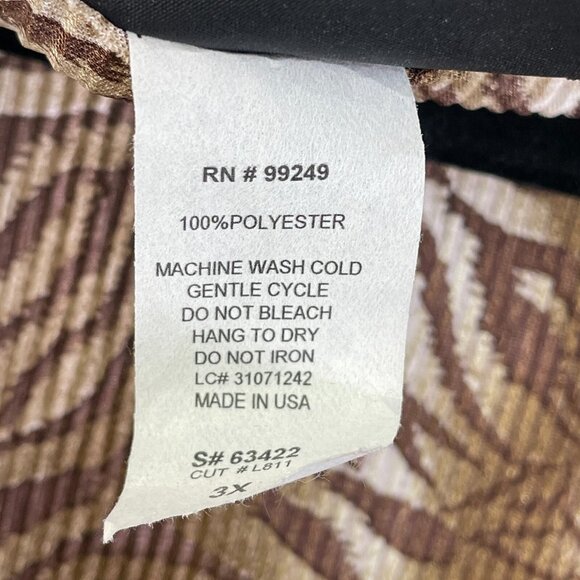 RN # 99249
100%POLYESTER
MACHINE WASH COLD
GENTLE CYCLE
DO NOT BLEACH
HANG TO DRY
DO NOT IRON
LC# 31071242
MADE IN USA
S# 63422
CUT # L811
3X